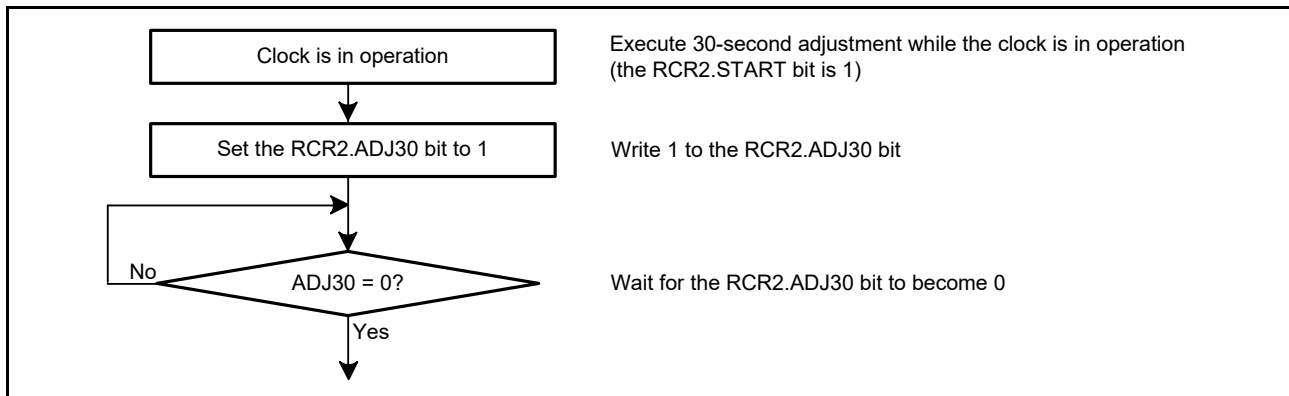 Clock is in operation
Execute 30-second adjustment while the clock is in operation
(the RCR2.START bit is 1)
Set the RCR2.ADJ30 bit to 1
Write 1 to the RCR2.ADJ30 bit
No
ADJ30 = 0?
Wait for the RCR2.ADJ30 bit to become 0
Yes